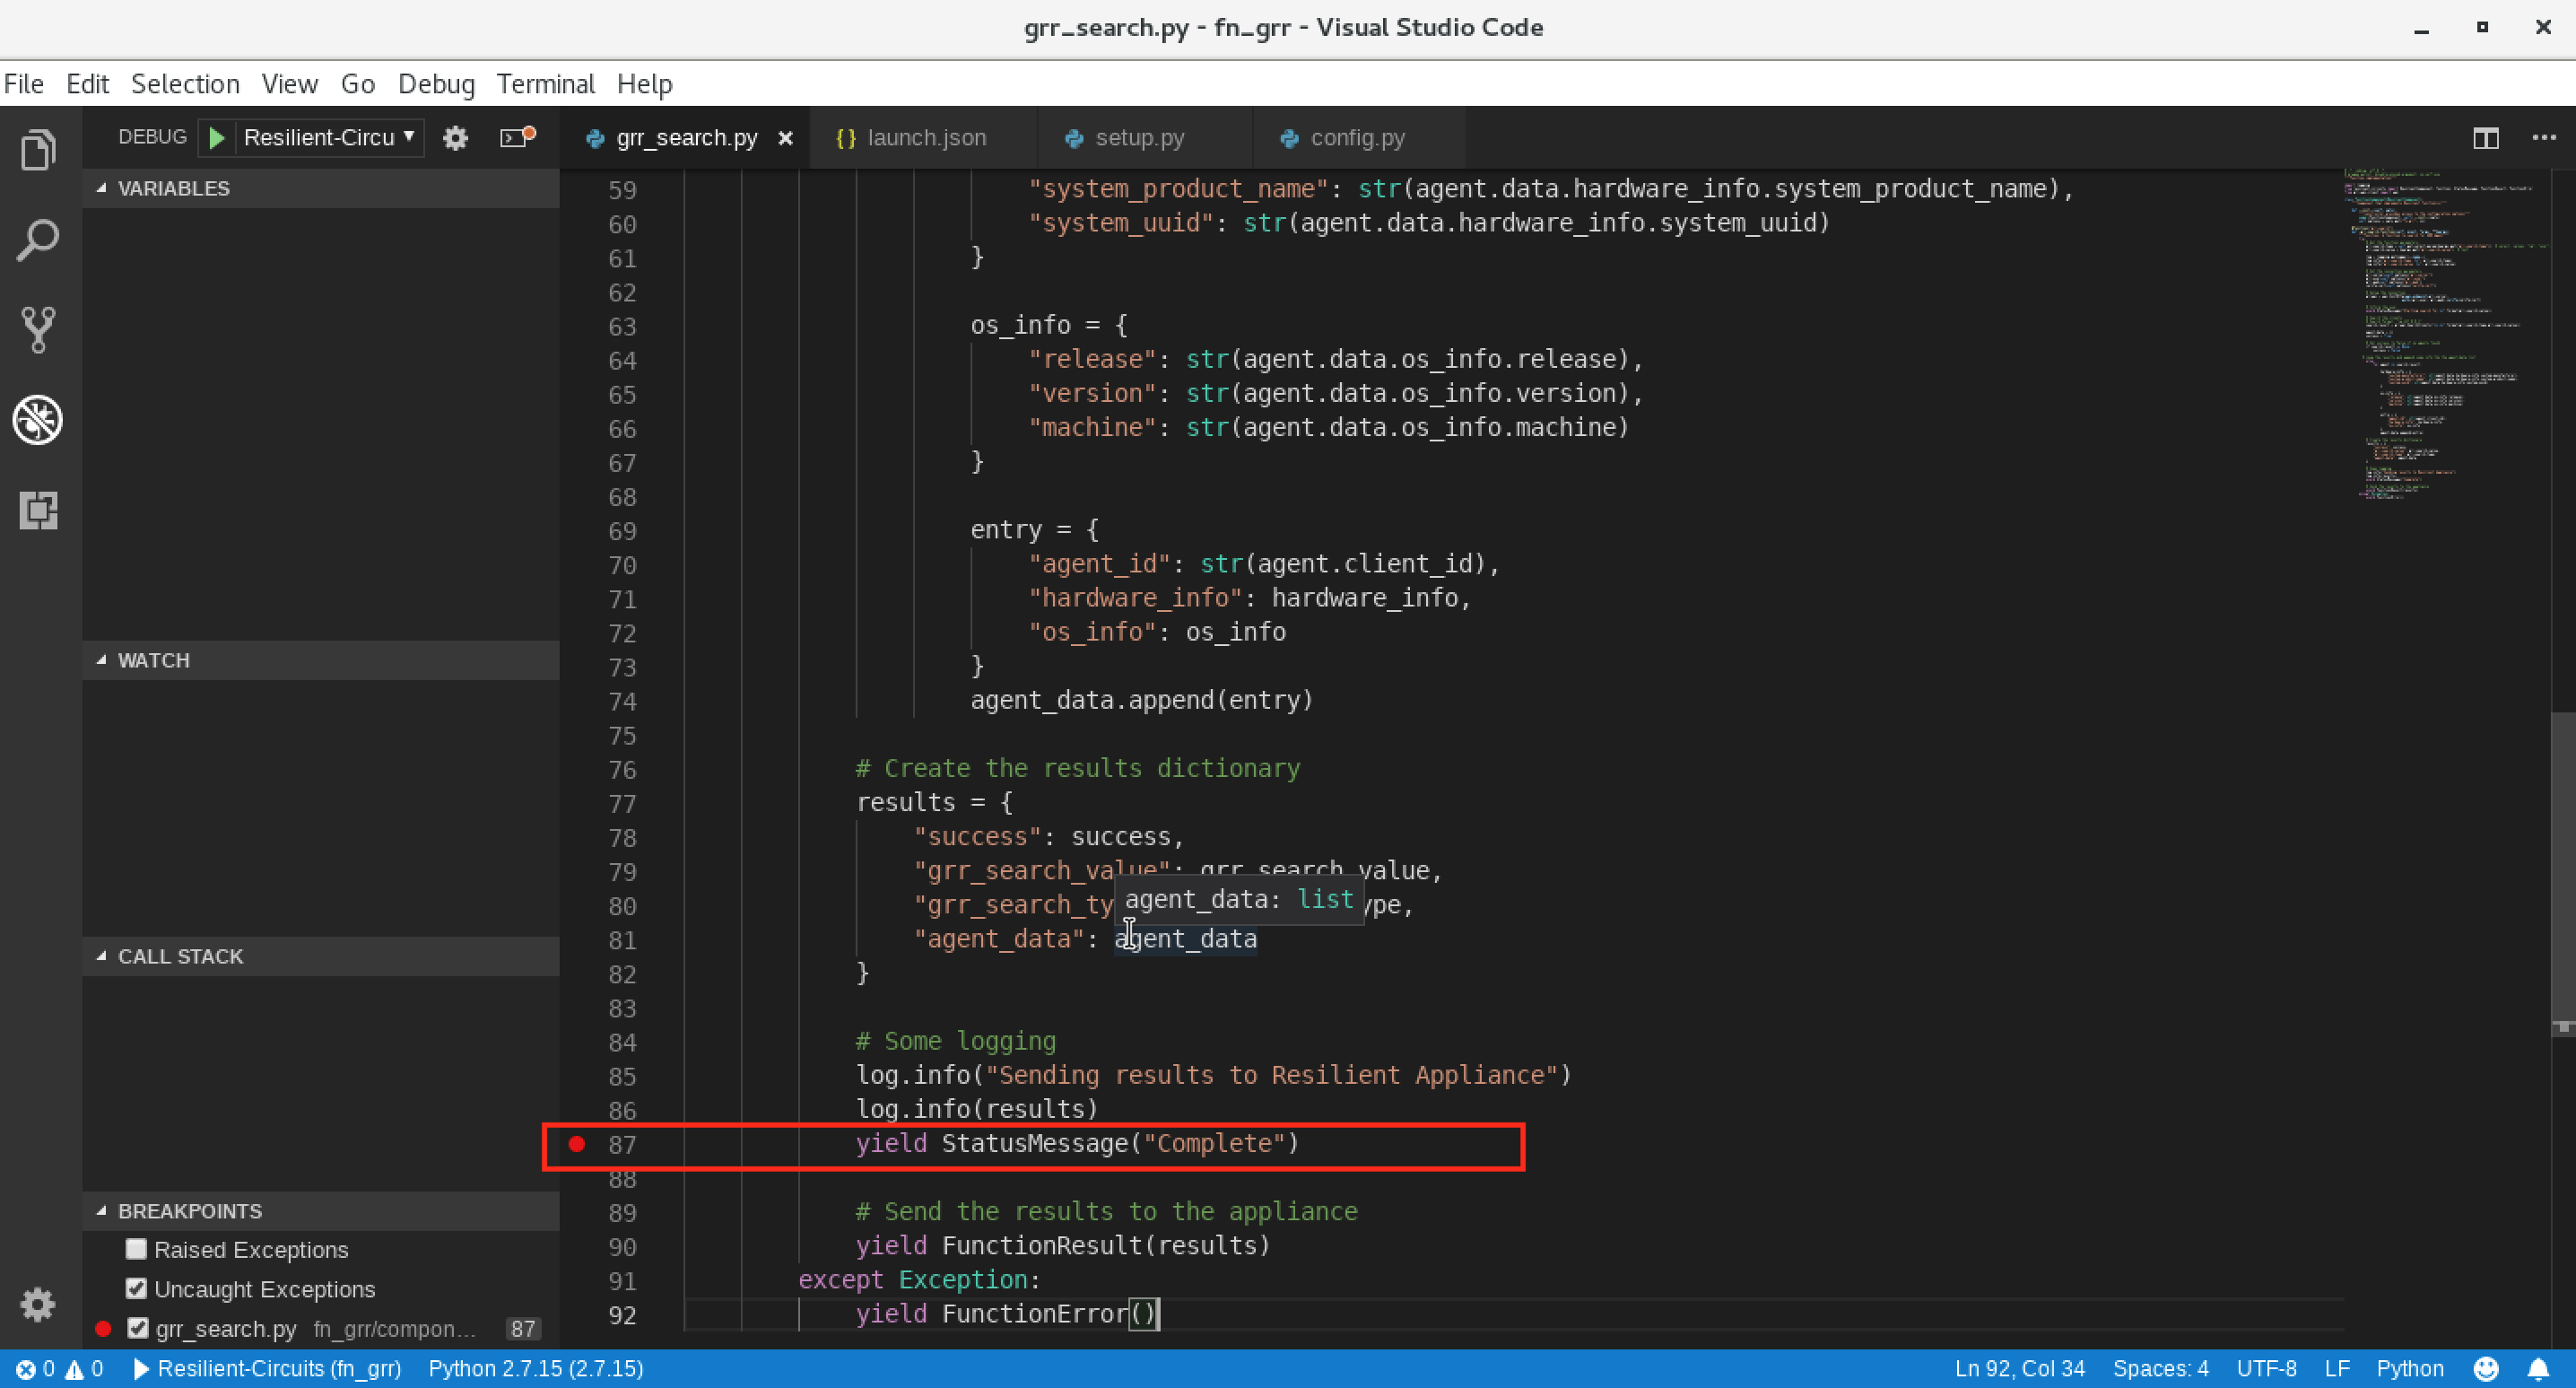 grr_search.py - fn_grr - Visual Studio Code
File Edit Selection View Go Debug Terminal Help
DEBUG Resilient-Circu
grr_search.py launch.json setup.py config.py
VARIABLES
WATCH
CALL STACK
BREAKPOINTS
Raised Exceptions
Uncaught Exceptions
grr_search.py fn_grr/compon... 87
59 "system_product_name": str(agent.data.hardware_info.system_product_name),
60 "system_uuid": str(agent.data.hardware_info.system_uuid)
61 }
62
63 os_info = {
64 "release": str(agent.data.os_info.release),
65 "version": str(agent.data.os_info.version),
66 "machine": str(agent.data.os_info.machine)
67 }
68
69 entry = {
70 "agent_id": str(agent.client_id),
71 "hardware_info": hardware_info,
72 "os_info": os_info
73 }
74 agent_data.append(entry)
75
76 # Create the results dictionary
77 results = {
78 "success": success,
79 "grr_search_value": grr_search_value,
agent_data: list
80 "grr_search_ty ype,
81 "agent_data": agent_data
82 }
83
84 # Some logging
85 log.info("Sending results to Resilient Appliance")
86 log.info(results)
87 yield StatusMessage("Complete")
88
89 # Send the results to the appliance
90 yield FunctionResult(results)
91 except Exception:
92 yield FunctionError()
0 0 Resilient-Circuits (fn_grr) Python 2.7.15 (2.7.15) Ln 92, Col 34 Spaces: 4 UTF-8 LF Python